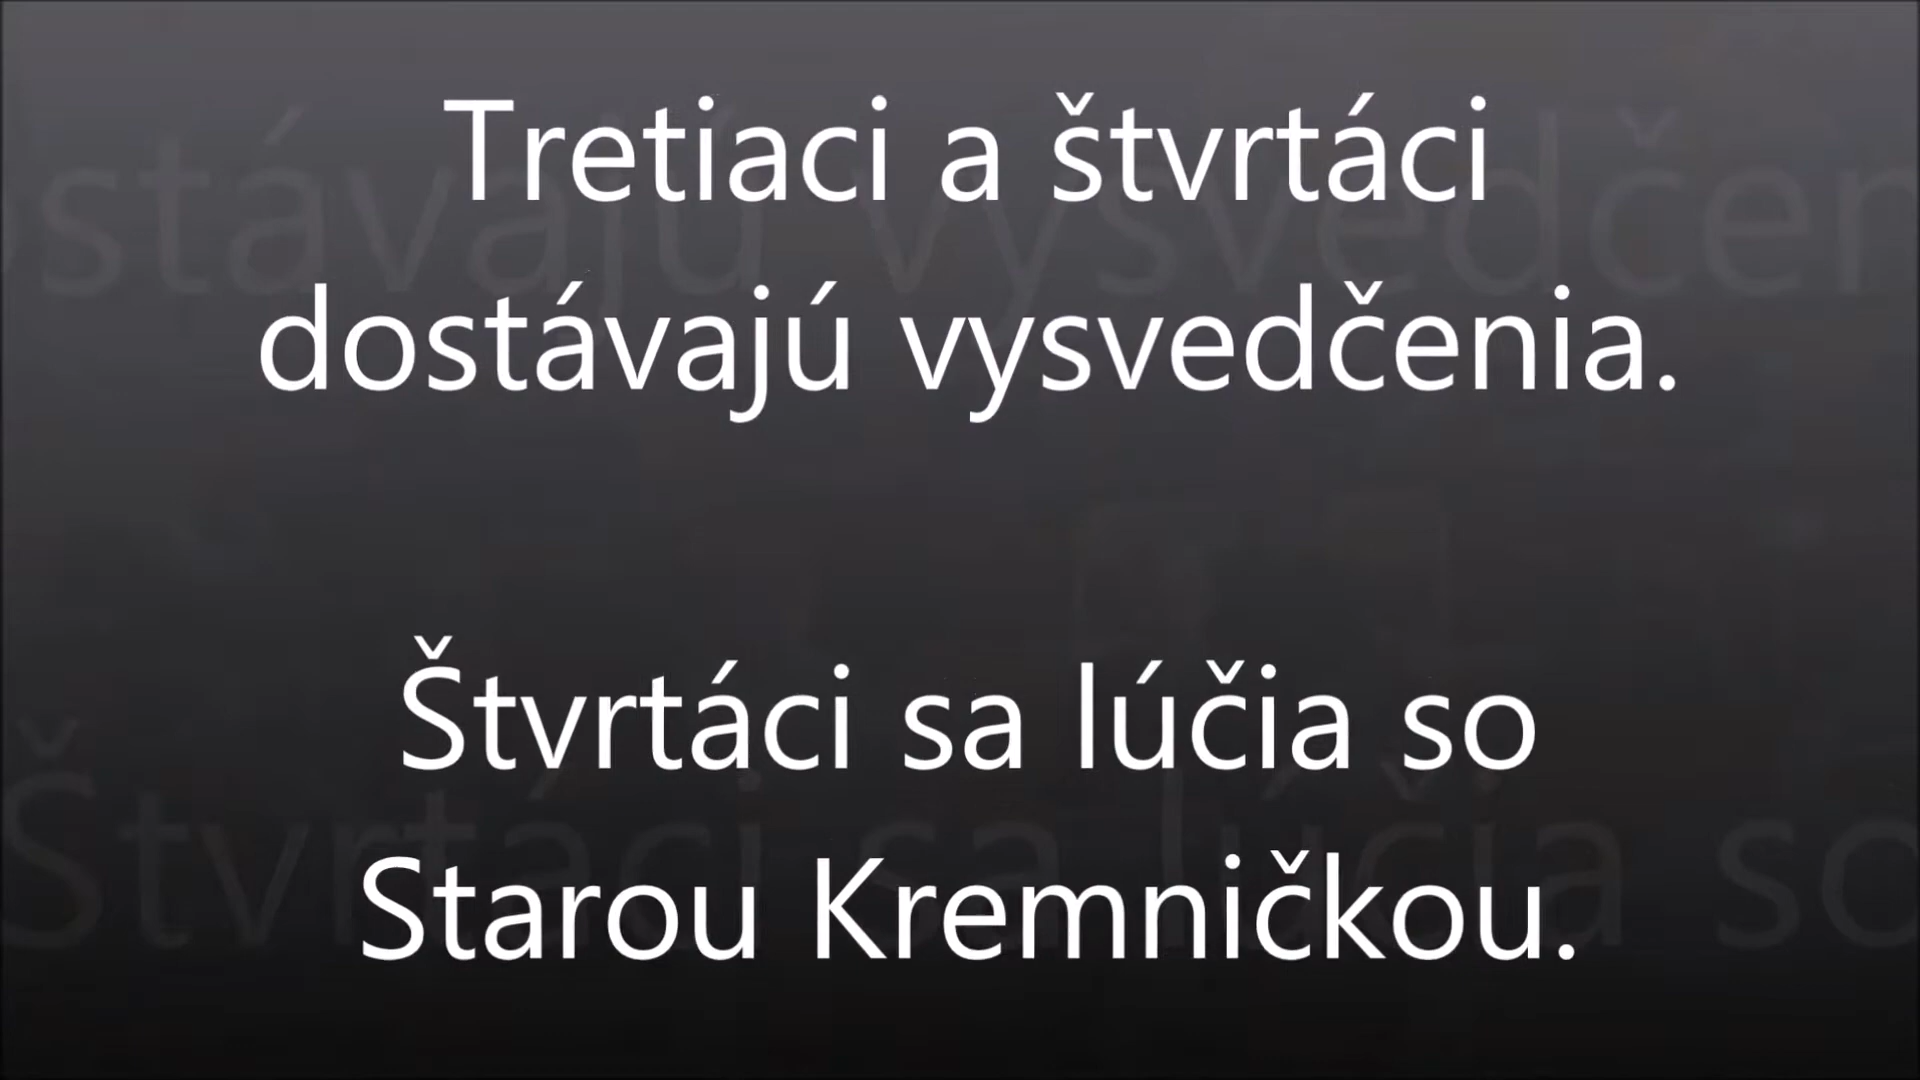 Tretiaci a štvrtáci
dostávajú vysvedčenia.
Štvrtáci sa lúčia so
Starou Kremničkou.